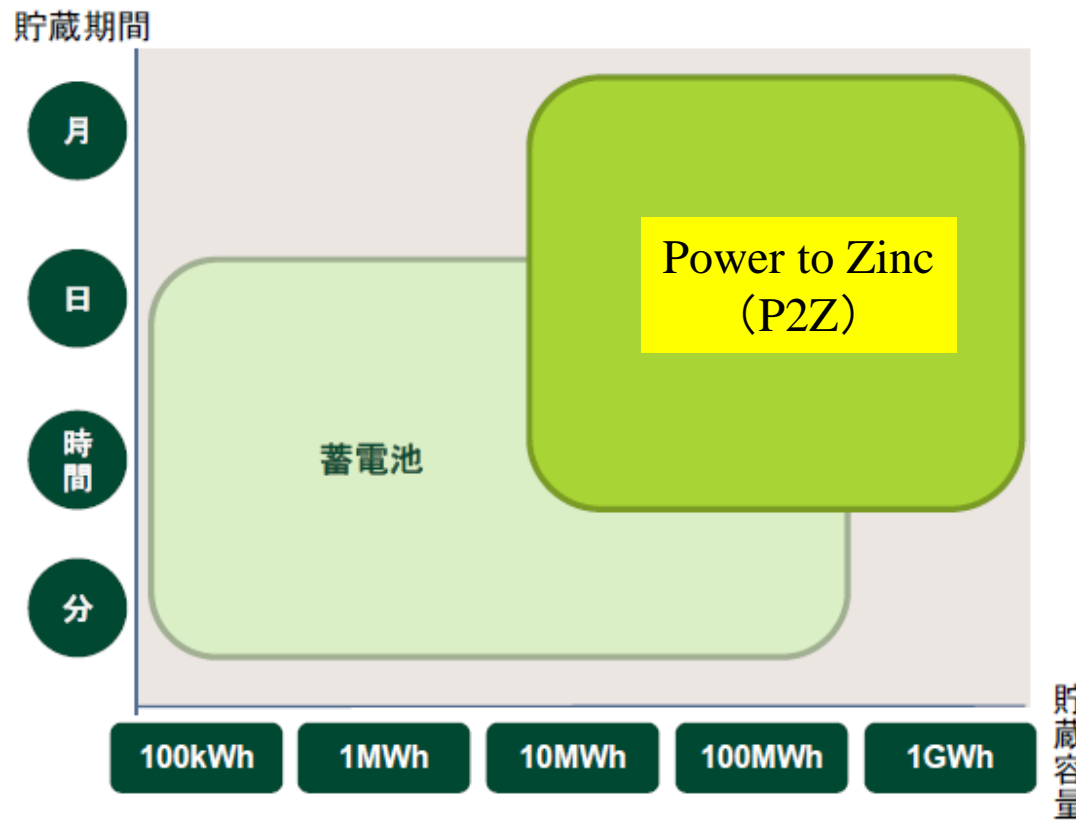 貯蔵期間
月
日
時
間
分
Power to Zinc
（P2Z）
蓄電池
100kWh
1MWh
10MWh
100MWh
1GWh
貯
蔵
容
量